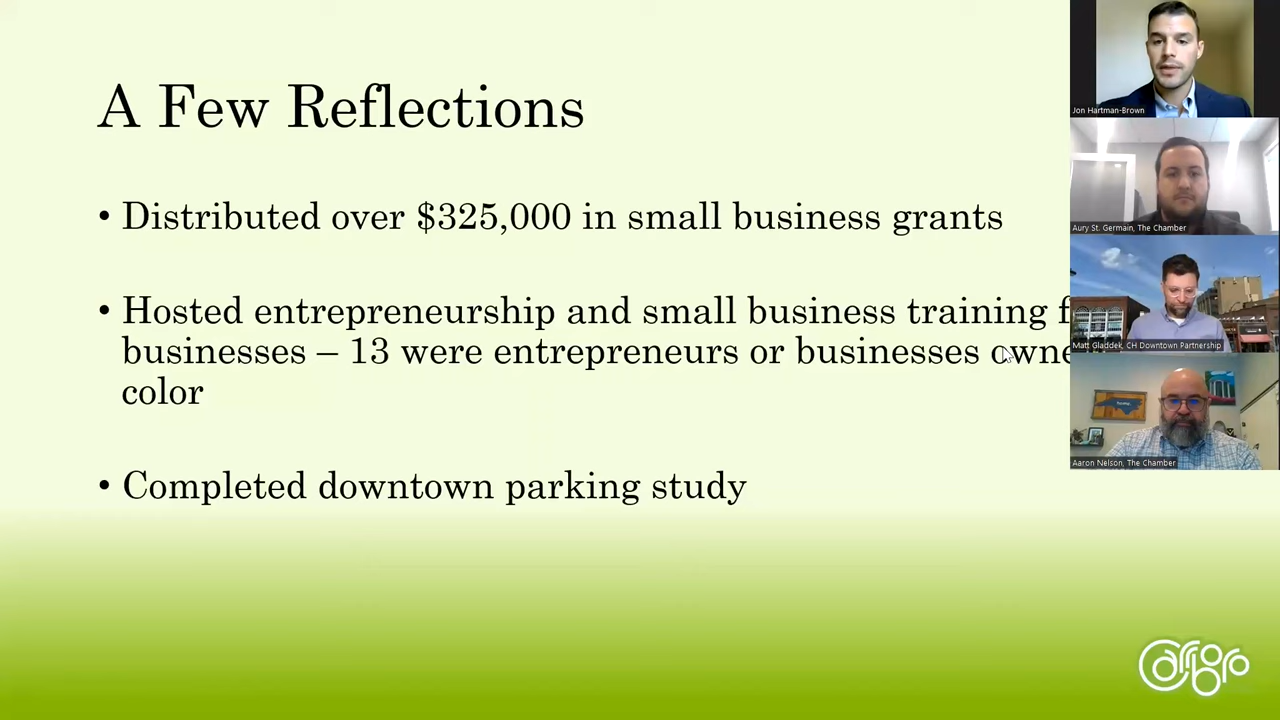 A Few Reflections
• Distributed over $325,000 in small business grants
• Hosted entrepreneurship and small business training
businesses – 13 were entrepreneurs or businesses
color
• Completed downtown parking study
Jon Hartman-Brown
Aury St. Germain, The Chamber
Matt Gladdek, CH Downtown Partnership
Aaron Nelson, The Chamber
Carrboro